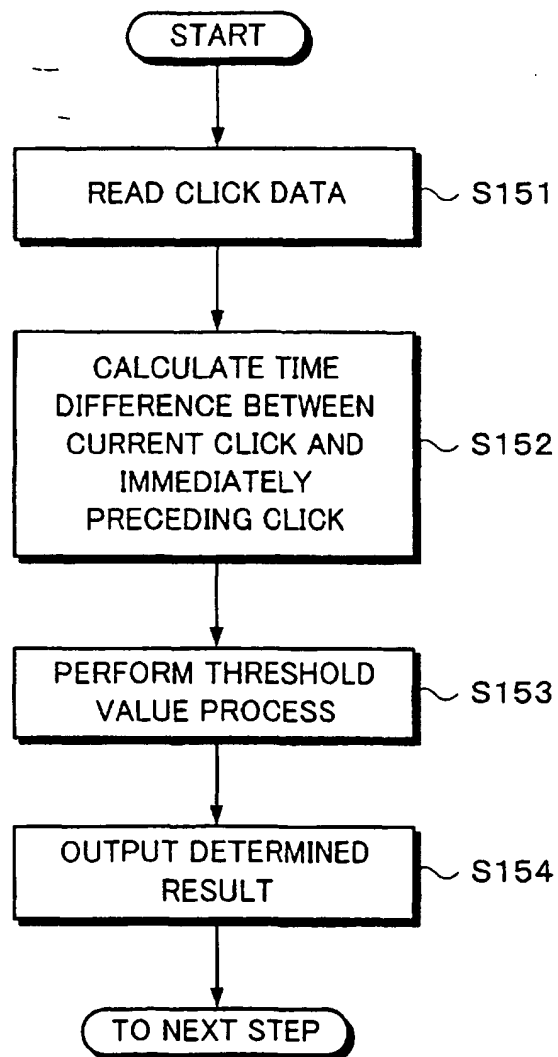 START
READ CLICK DATA
S151
CALCULATE TIME
DIFFERENCE BETWEEN
CURRENT CLICK AND
IMMEDIATELY
PRECEDING CLICK
S152
PERFORM THRESHOLD
VALUE PROCESS
S153
OUTPUT DETERMINED
RESULT
S154
TO NEXT STEP